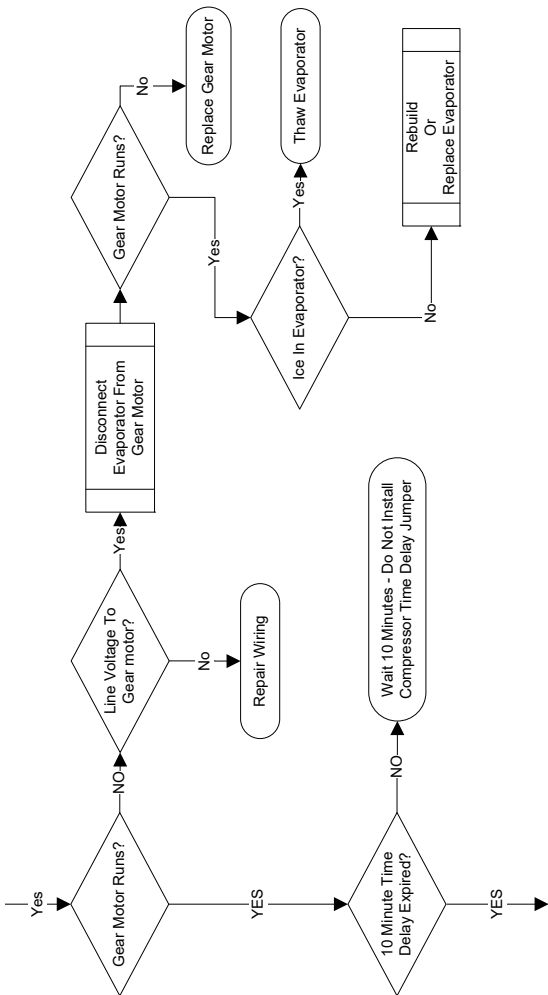 Yes
Gear Motor Runs?
NO
Line Voltage To
Gear motor?
Yes
Disconnect
Evaporator From
Gear Motor
Gear Motor Runs?
No
Replace Gear Motor
No
Repair Wiring
Yes
Ice In Evaporator?
Yes
Thaw Evaporator
No
Rebuild
Or
Replace Evaporator
YES
10 Minute Time
Delay Expired?
NO
Wait 10 Minutes - Do Not Install
Compressor Time Delay Jumper
YES